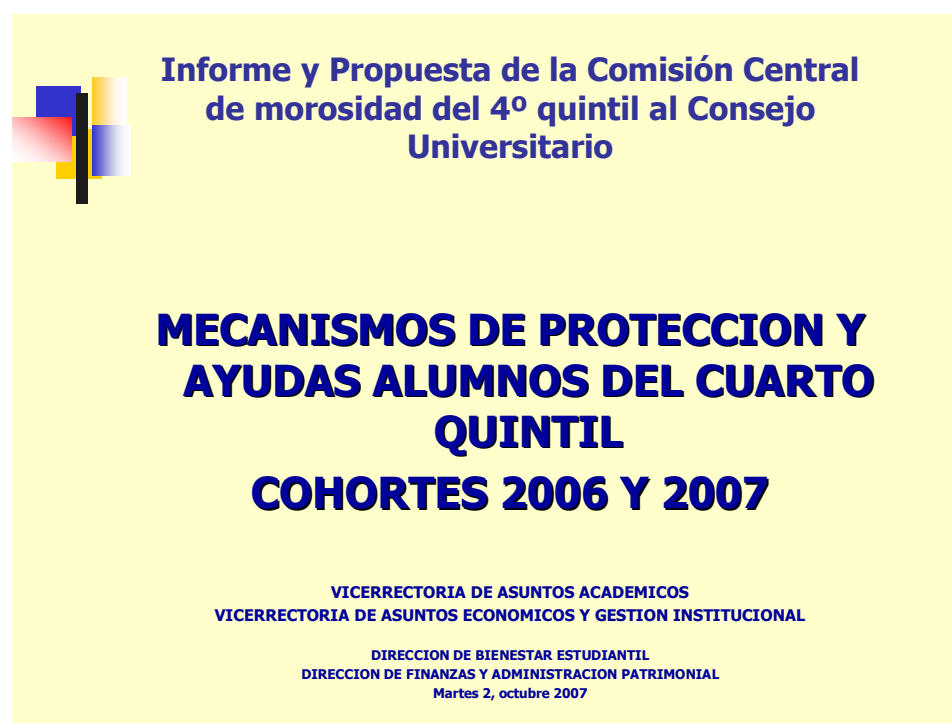 Informe y Propuesta de la Comisión Central
de morosidad del 4º quintil al Consejo
Universitario
MECANISMOS DE PROTECCION Y
AYUDAS ALUMNOS DEL CUARTO
QUINTIL
COHORTES 2006 Y 2007
VICERRECTORIA DE ASUNTOS ACADEMICOS
VICERRECTORIA DE ASUNTOS ECONOMICOS Y GESTION INSTITUCIONAL
DIRECCION DE BIENESTAR ESTUDIANTIL
DIRECCION DE FINANZAS Y ADMINISTRACION PATRIMONIAL
Martes 2, octubre 2007